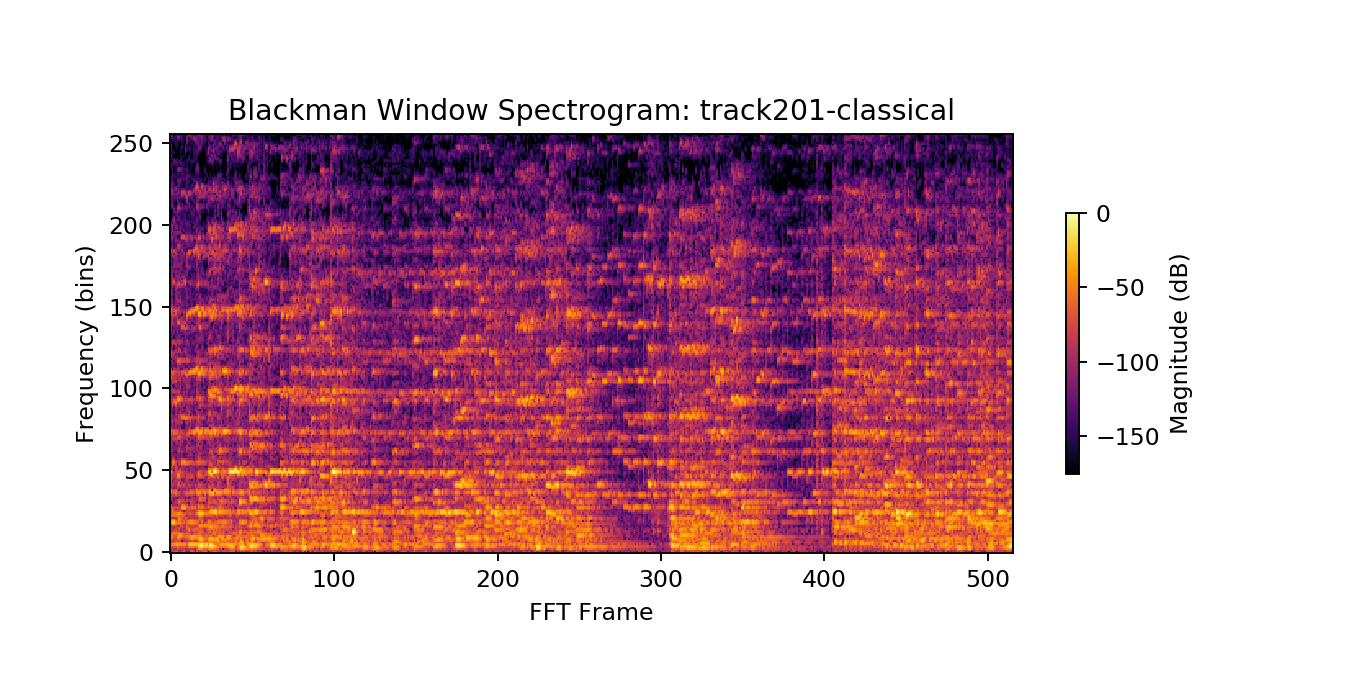 Blackman Window Spectrogram: track201-classical
250
200
150
100
50
0
Frequency (bins)
0 100 200 300 400 500
FFT Frame
0
−50
−100
−150
Magnitude (dB)